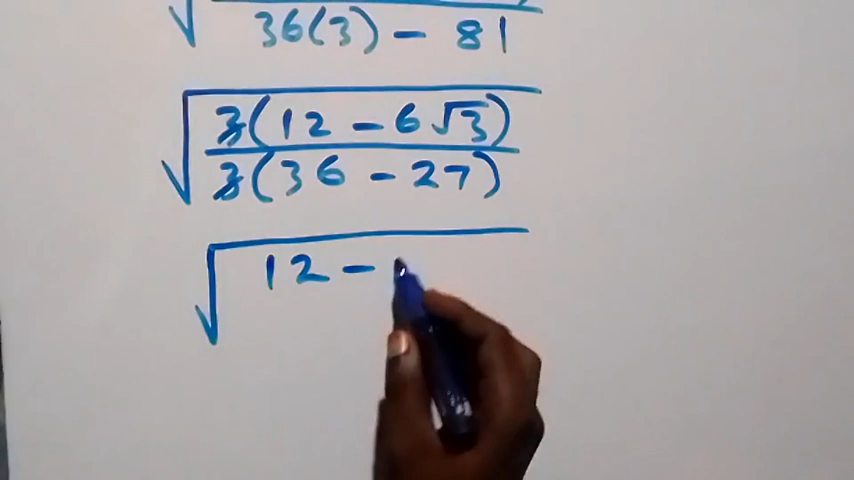 √ 36(3) - 81
√ 3(12 - 6√3)
3(36 - 27)
√ 12 -